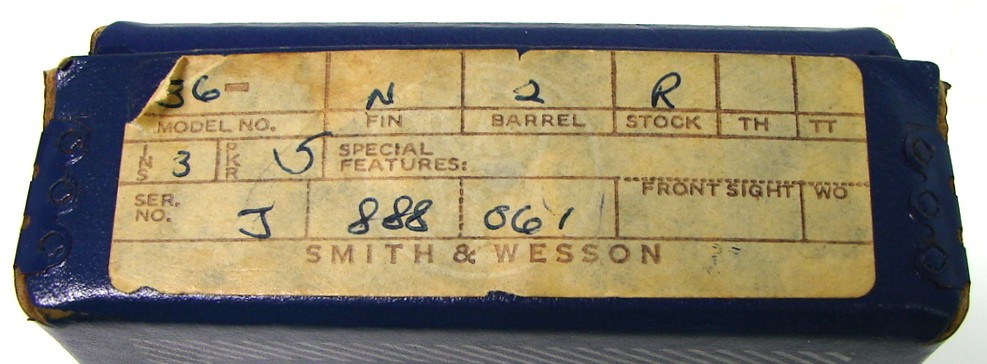 36- N 2 R
MODEL NO. FIN BARREL STOCK TH TT
INS 3 PKR 5 SPECIAL FEATURES:
FRONT SIGHT WO
SER. NO. J 888 061
SMITH & WESSON